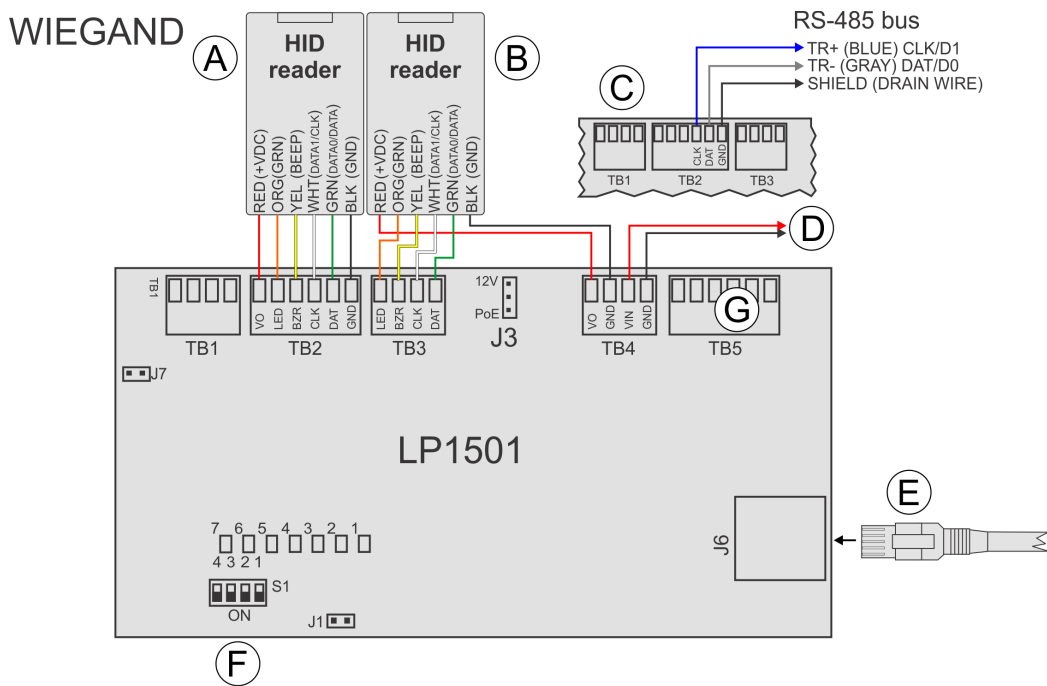 WIEGAND
A
HID
reader
RED (+VDC)
ORG(GRN)
YEL (BEEP)
WHT(DATA1/CLK)
GRN(DATA0/DATA)
BLK (GND)
HID
reader
RED (+VDC)
ORG(GRN)
YEL (BEEP)
WHT(DATA1/CLK)
GRN(DATA0/DATA)
BLK (GND)
B
RS-485 bus
TR+ (BLUE) CLK/D1
TR- (GRAY) DAT/D0
SHIELD (DRAIN WIRE)
C
CLK
DAT
GND
TB1
TB2
TB3
D
TB1
TB1
VO
LED
BZR
CLK
DAT
GND
TB2
LED
BZR
CLK
DAT
TB3
12V
PoE
J3
VO
GND
VIN
GND
TB4
G
TB5
J7
LP1501
E
J6
7 6 5 4 3 2 1
4 3 2 1
S1
ON
J1
F